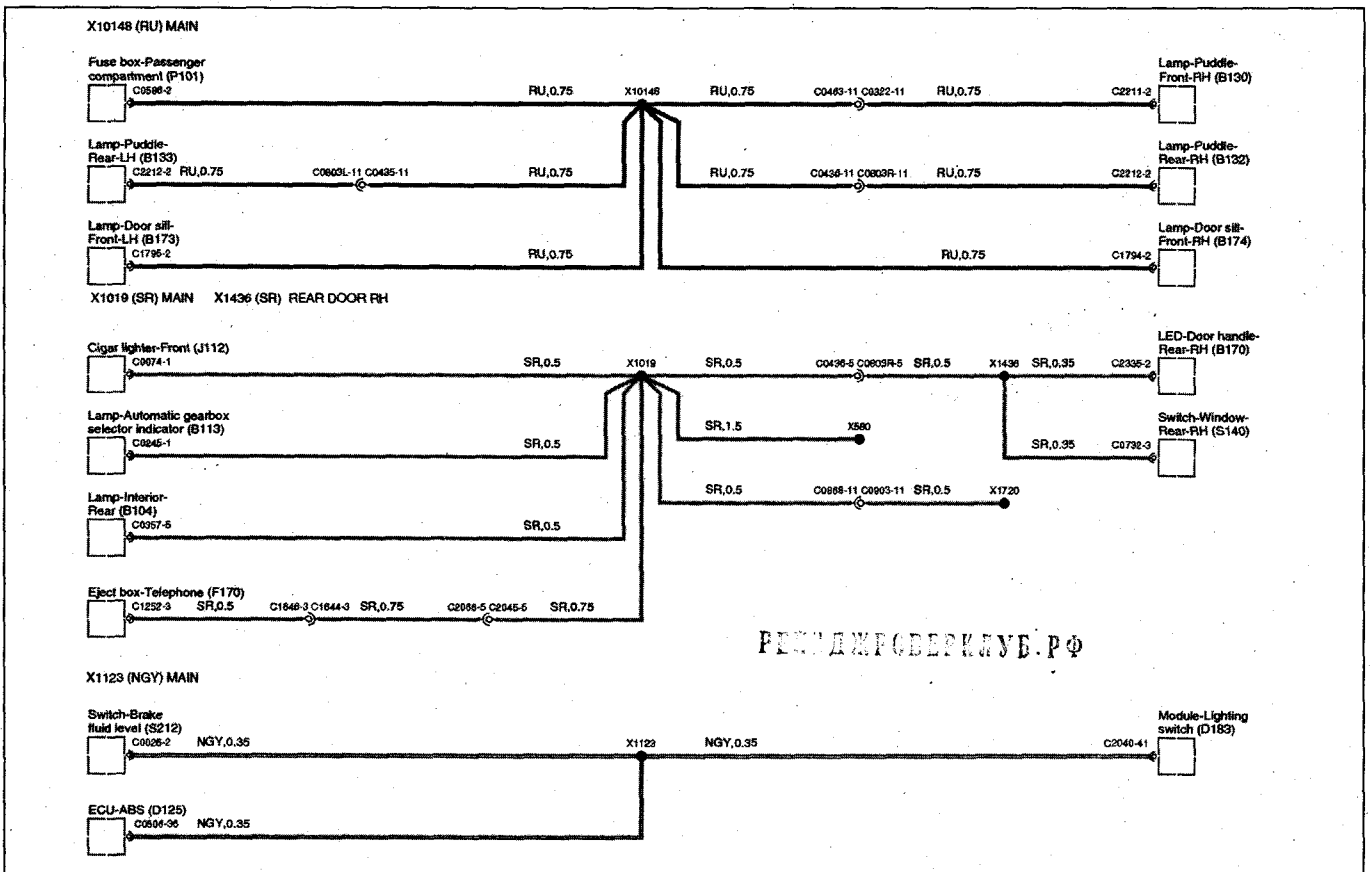 X10148 (RU) MAIN
Fuse box-Passenger
compartment (P101)
C0586-2
RU,0.75
X10148
RU,0.75
C0463-11 C0322-11
RU,0.75
Lamp-Puddle-
Front-RH (B130)
C2211-2
Lamp-Puddle-
Rear-LH (B133)
C2212-2 RU,0.75
C0803L-11 C0435-11
RU,0.75
RU,0.75
C0436-11 C0803R-11
RU,0.75
Lamp-Puddle-
Rear-RH (B132)
C2212-2
Lamp-Door sill-
Front-LH (B173)
C1795-2
RU,0.75
RU,0.75
Lamp-Door sill-
Front-RH (B174)
C1794-2
X1019 (SR) MAIN X1436 (SR) REAR DOOR RH
Cigar lighter-Front (J112)
C0074-1
SR,0.5
X1019
SR,0.5
C0436-5 C0803R-5 SR,0.5
X1436
SR,0.35
LED-Door handle-
Rear-RH (B170)
C2335-2
Lamp-Automatic gearbox
selector indicator (B113)
C0245-1
SR,0.5
SR,1.5
X580
SR,0.35
Switch-Window-
Rear-RH (S140)
C0732-3
Lamp-Interior-
Rear (B104)
C0357-5
SR,0.5
SR,0.5
C0968-11 C0903-11 SR,0.5
X1720
Eject box-Telephone (F170)
C1252-3 SR,0.5
C1646-3 C1644-3 SR,0.75
C2066-5 C2045-5 SR,0.75
РЕНДЖРОВЕРКЛУБ.РФ
X1123 (NGY) MAIN
Switch-Brake
fluid level (S212)
C0026-2 NGY,0.35
X1123
NGY,0.35
Module-Lighting
switch (D183)
C2040-41
ECU-ABS (D125)
C0506-36 NGY,0.35